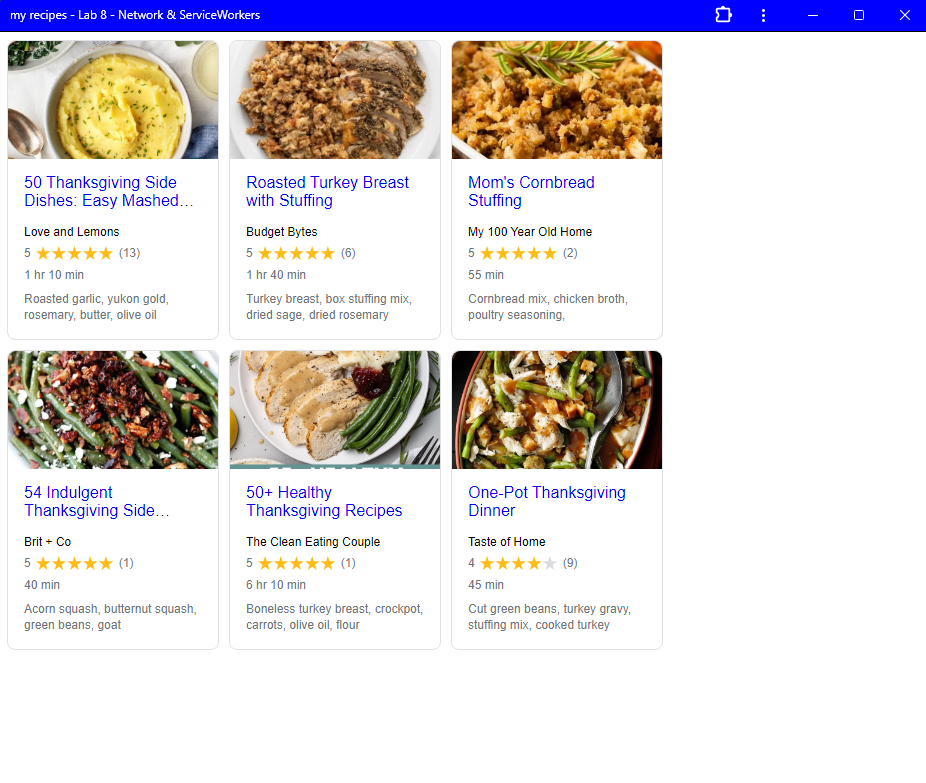 my recipes - Lab 8 - Network & ServiceWorkers
50 Thanksgiving Side
Dishes: Easy Mashed…
Love and Lemons
5 ★★★★★ (13)
1 hr 10 min
Roasted garlic, yukon gold,
rosemary, butter, olive oil
Roasted Turkey Breast
with Stuffing
Budget Bytes
5 ★★★★★ (6)
1 hr 40 min
Turkey breast, box stuffing mix,
dried sage, dried rosemary
Mom's Cornbread
Stuffing
My 100 Year Old Home
5 ★★★★★ (2)
55 min
Cornbread mix, chicken broth,
poultry seasoning,
54 Indulgent
Thanksgiving Side…
Brit + Co
5 ★★★★★ (1)
40 min
Acorn squash, butternut squash,
green beans, goat
50+ Healthy
Thanksgiving Recipes
The Clean Eating Couple
5 ★★★★★ (1)
6 hr 10 min
Boneless turkey breast, crockpot,
carrots, olive oil, flour
One-Pot Thanksgiving
Dinner
Taste of Home
4 ★★★★★ (9)
45 min
Cut green beans, turkey gravy,
stuffing mix, cooked turkey